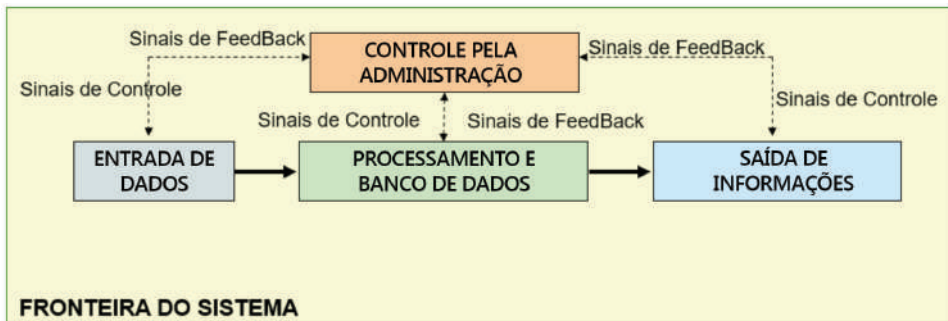 Sinais de FeedBack
CONTROLE PELA
ADMINISTRAÇÃO
Sinais de FeedBack
Sinais de Controle
Sinais de Controle
Sinais de Controle
Sinais de FeedBack
ENTRADA DE
DADOS
PROCESSAMENTO E
BANCO DE DADOS
SAÍDA DE
INFORMAÇÕES
FRONTEIRA DO SISTEMA